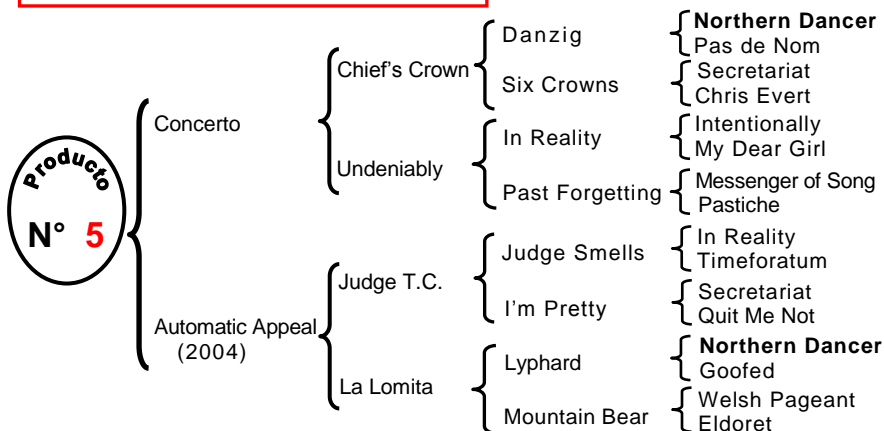 Producto
N° 5
Concerto
Automatic Appeal
(2004)
Chief's Crown
Undeniably
Judge T.C.
La Lomita
Danzig
Six Crowns
In Reality
Past Forgetting
Judge Smells
I'm Pretty
Lyphard
Mountain Bear
Northern Dancer
Pas de Nom
Secretariat
Chris Evert
Intentionally
My Dear Girl
Messenger of Song
Pastiche
In Reality
Timeforatum
Secretariat
Quit Me Not
Northern Dancer
Goofed
Welsh Pageant
Eldoret